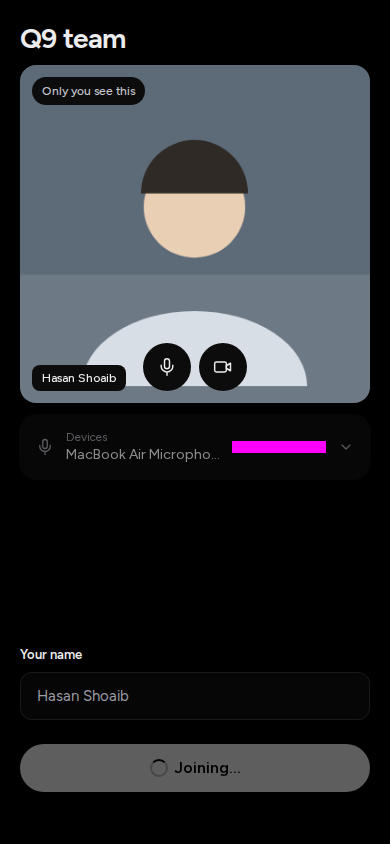 Q9 team
Only you see this
Hasan Shoaib
Devices
MacBook Air Micropho...
Your name
Hasan Shoaib
Joining...